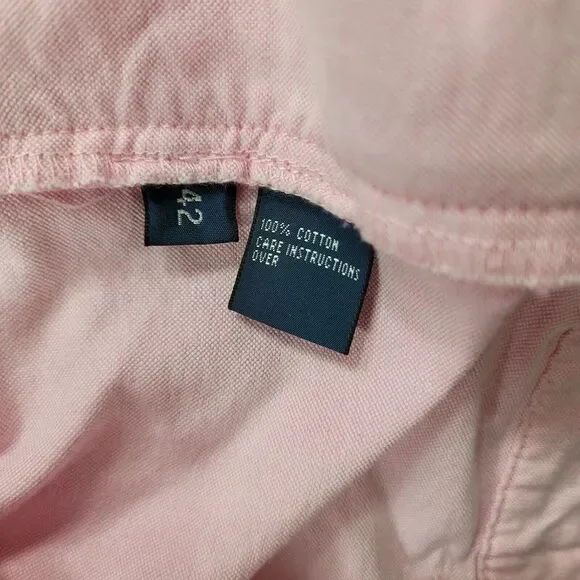 42
100% COTTON
CARE INSTRUCTIONS
OVER